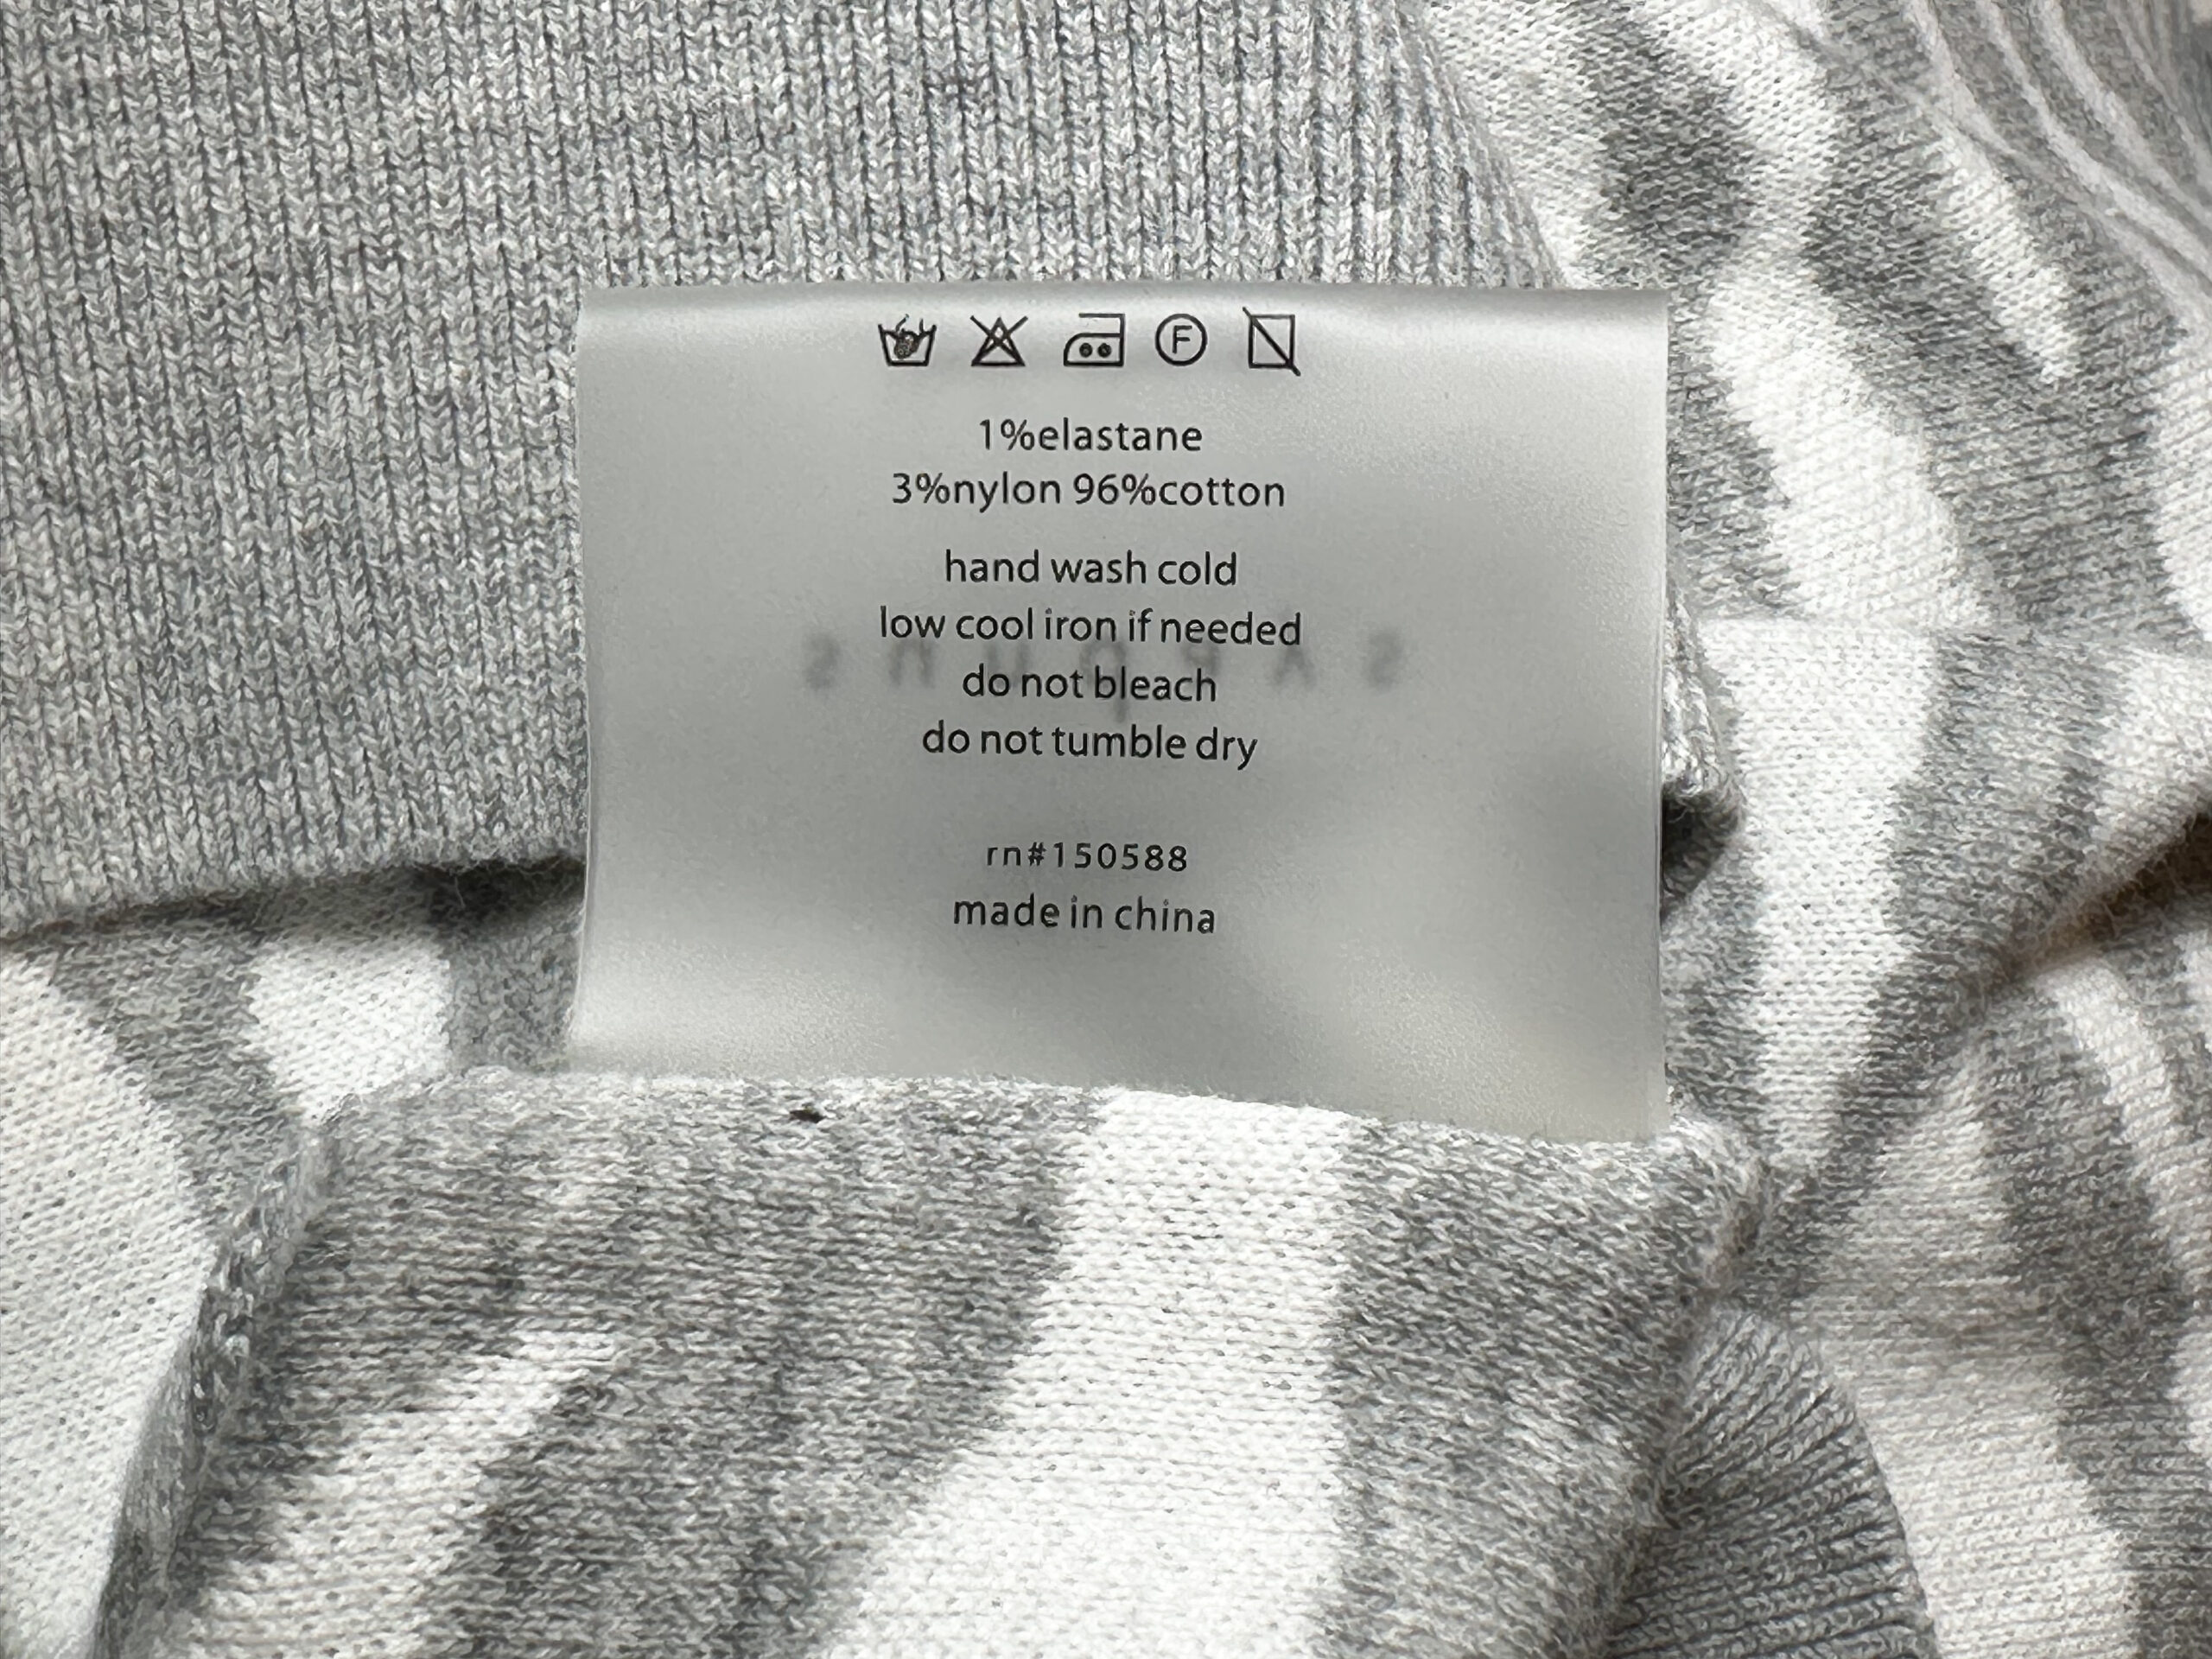 F
1%elastane
3%nylon 96%cotton
hand wash cold
low cool iron if needed
do not bleach
do not tumble dry
rn#150588
made in china